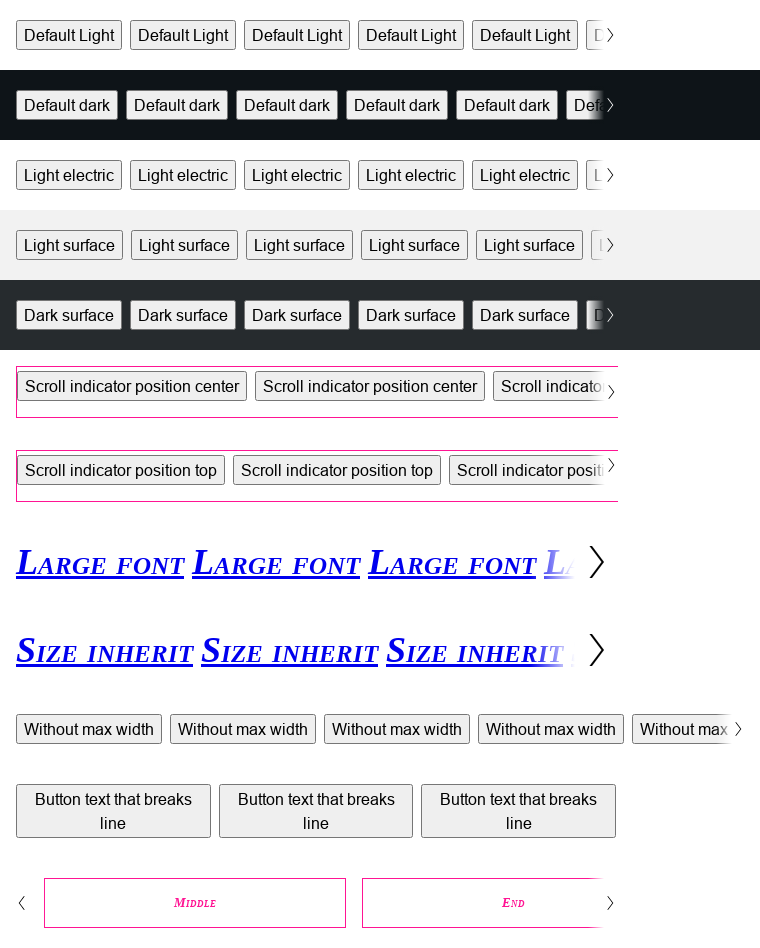 Default Light Default Light Default Light Default Light Default Light
Default dark Default dark Default dark Default dark Default dark
Light electric Light electric Light electric Light electric Light electric
Light surface Light surface Light surface Light surface Light surface
Dark surface Dark surface Dark surface Dark surface Dark surface
Scroll indicator position center Scroll indicator position center Scroll indicato
Scroll indicator position top Scroll indicator position top Scroll indicator positi
Large font Large font Large font
Size inherit Size inherit Size inherit
Without max width Without max width Without max width Without max width Without max
Button text that breaks Button text that breaks Button text that breaks
line line line
Middle End